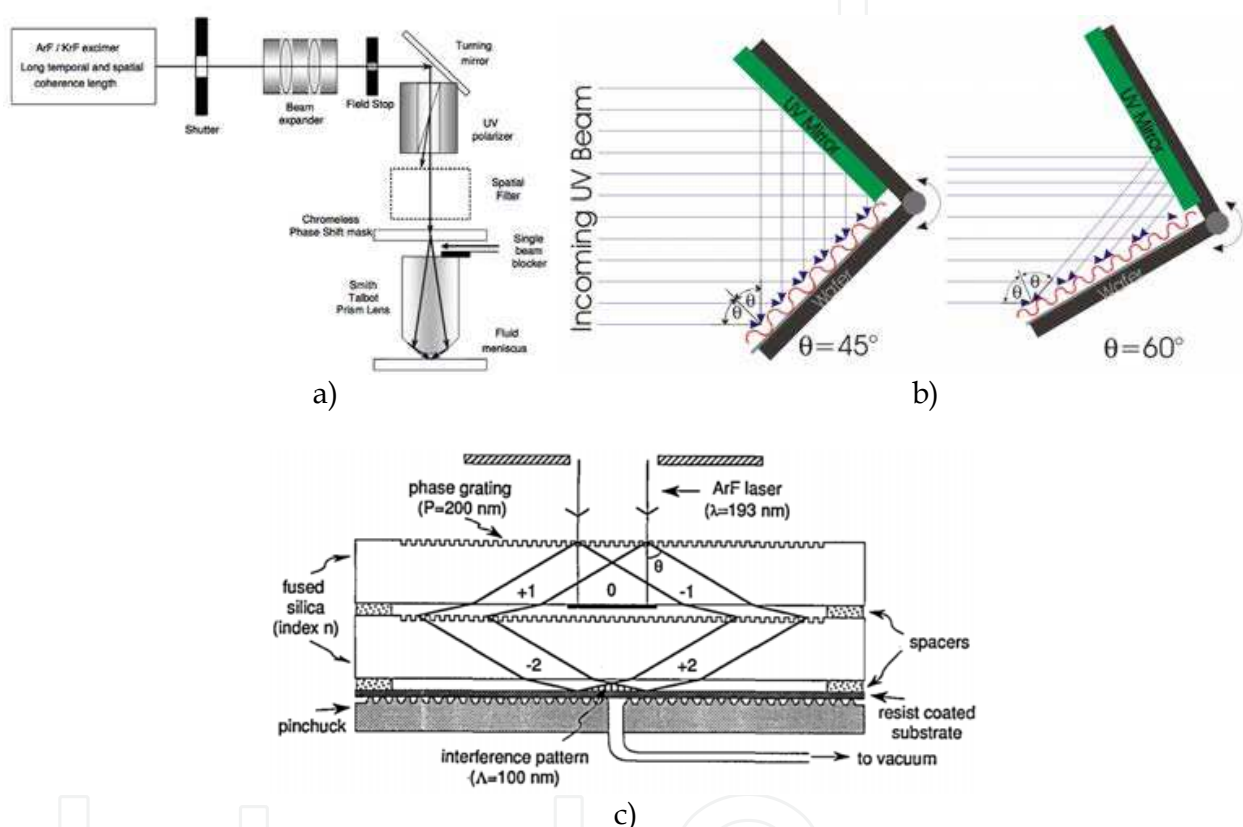 ArF / KrF excimer
Long temporal and spatial
coherence length
Shutter
Beam
expander
Field Stop
Turning
mirror
UV
polarizer
Spatial
Filter
Chromeless
Phase Shift mask
Single
beam
blocker
Smith
Talbot
Prism Lens
Fluid
meniscus
a)
Incoming UV Beam
UV Mirror
Wafer
θ
θ
θ=45°
UV Mirror
Wafer
θ
θ
θ=60°
b)
phase grating
(P=200 nm)
ArF laser
(λ=193 nm)
θ
+1
0
-1
fused
silica
(index n)
spacers
-2
+2
pinchuck
resist coated
substrate
interference pattern
(Λ=100 nm)
to vacuum
c)